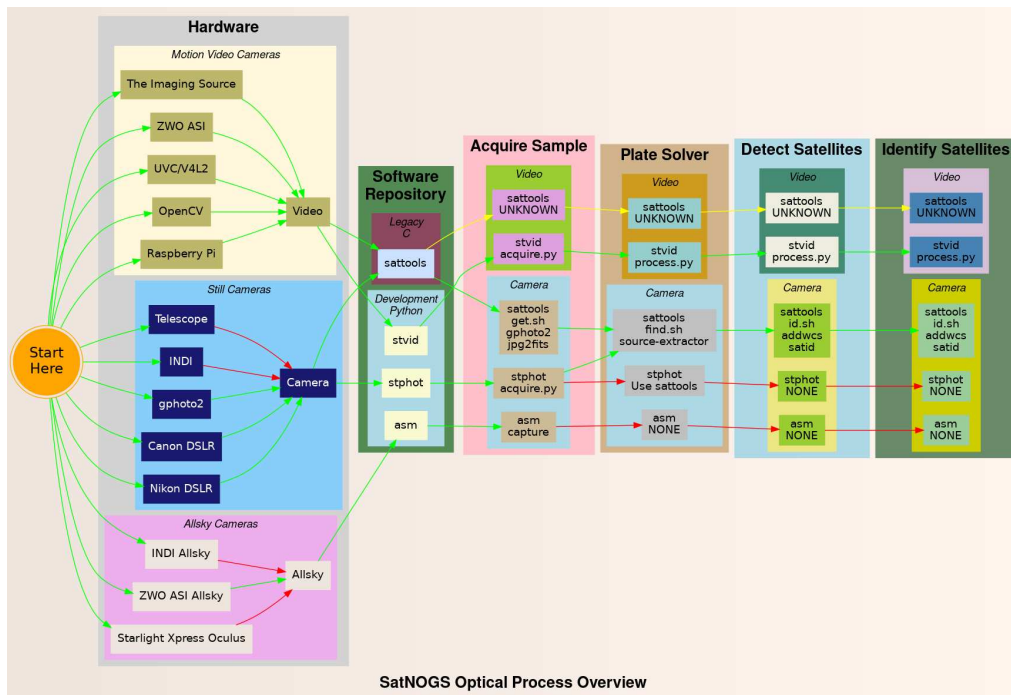 Hardware
Motion Video Cameras
The Imaging Source
ZWO ASI
UVC/V4L2
OpenCV
Raspberry Pi
Video
Still Cameras
Telescope
INDI
gphoto2
Canon DSLR
Nikon DSLR
Camera
Allsky Cameras
INDI Allsky
ZWO ASI Allsky
Starlight Xpress Oculus
Allsky
Start
Here
Software
Repository
Legacy
C
sattools
Development
Python
stvid
stphot
asm
Acquire Sample
Video
sattools
UNKNOWN
stvid
acquire.py
Camera
sattools
get.sh
gphoto2
jpg2fits
stphot
acquire.py
asm
capture
Plate Solver
Video
sattools
UNKNOWN
stvid
process.py
Camera
sattools
find.sh
source-extractor
stphot
Use sattools
asm
NONE
Detect Satellites
Video
sattools
UNKNOWN
stvid
process.py
Camera
sattools
id.sh
addwcs
satid
stphot
NONE
asm
NONE
Identify Satellites
Video
sattools
UNKNOWN
stvid
process.py
Camera
sattools
id.sh
addwcs
satid
stphot
NONE
asm
NONE
SatNOGS Optical Process Overview